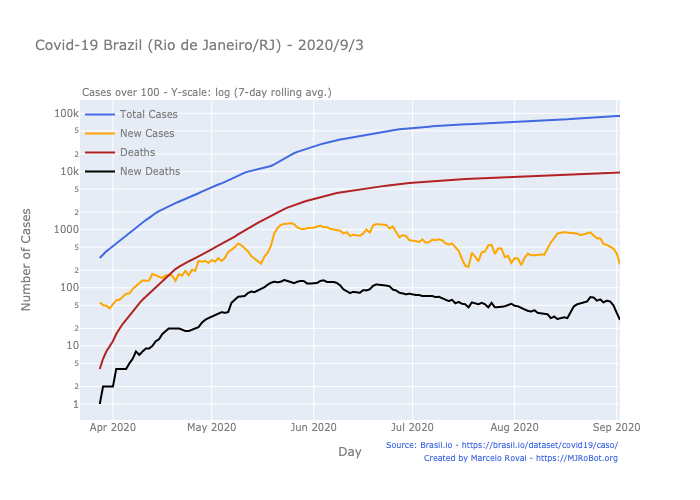 Covid-19 Brazil (Rio de Janeiro/RJ) - 2020/9/3
Cases over 100 - Y-scale: log (7-day rolling avg.)
Total Cases
New Cases
Deaths
New Deaths
Number of Cases
100k
5
2
10k
5
2
1000
5
2
100
5
2
10
5
2
1
Apr 2020
May 2020
Jun 2020
Jul 2020
Aug 2020
Sep 2020
Day
Source: Brasil.io - https://brasil.io/dataset/covid19/caso/
Created by Marcelo Rovai - https://MJRoBot.org